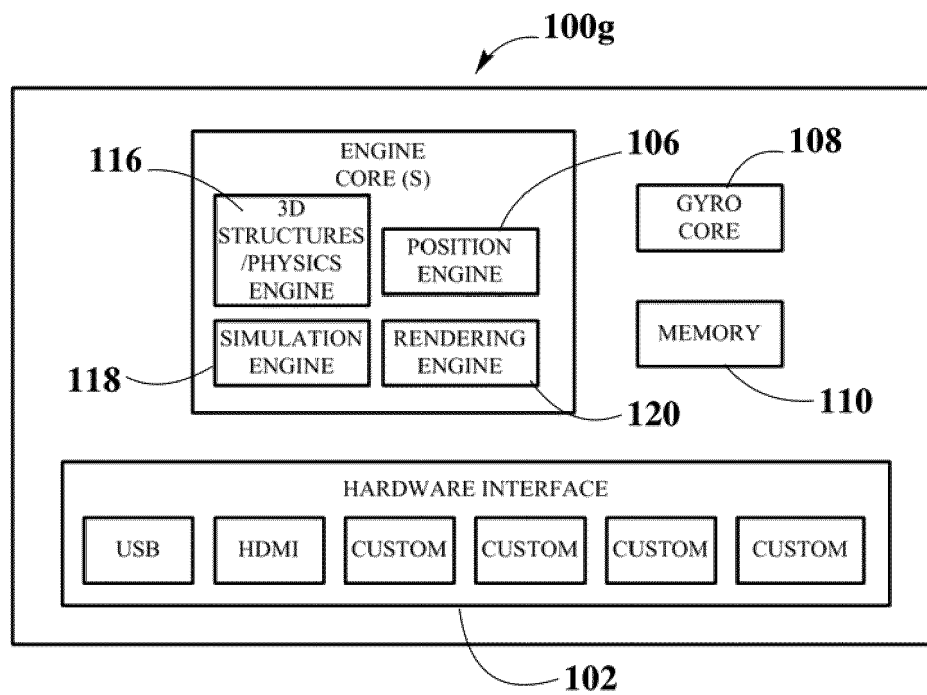 100g
ENGINE
CORE (S)
116
3D
STRUCTURES
/PHYSICS
ENGINE
106
POSITION
ENGINE
108
GYRO
CORE
SIMULATION
ENGINE
118
RENDERING
ENGINE
120
MEMORY
110
HARDWARE INTERFACE
USB
HDMI
CUSTOM
CUSTOM
CUSTOM
CUSTOM
102